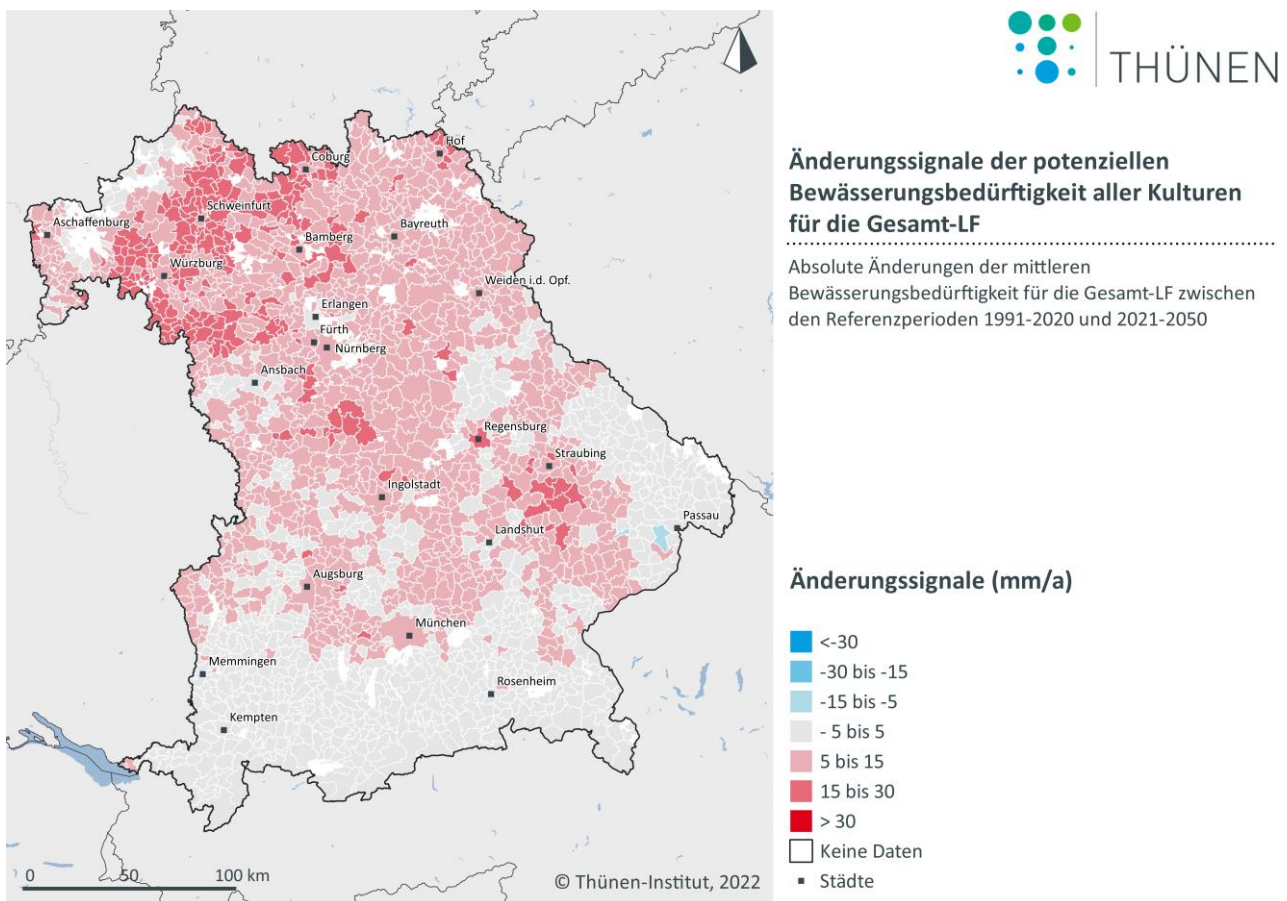 THÜNEN
Änderungssignale der potenziellen
Bewässerungsbedürftigkeit aller Kulturen
für die Gesamt-LF
Absolute Änderungen der mittleren
Bewässerungsbedürftigkeit für die Gesamt-LF zwischen
den Referenzperioden 1991-2020 und 2021-2050
Hof
Coburg
Schweinfurt
Aschaffenburg
Bayreuth
Bamberg
Würzburg
Weiden i.d. Opf.
Erlangen
Fürth
Nürnberg
Ansbach
Regensburg
Straubing
Ingolstadt
Passau
Landshut
Augsburg
München
Memmingen
Rosenheim
Kempten
0 50 100 km
© Thünen-Institut, 2022
Änderungssignale (mm/a)
<-30
-30 bis -15
-15 bis -5
- 5 bis 5
5 bis 15
15 bis 30
> 30
Keine Daten
Städte